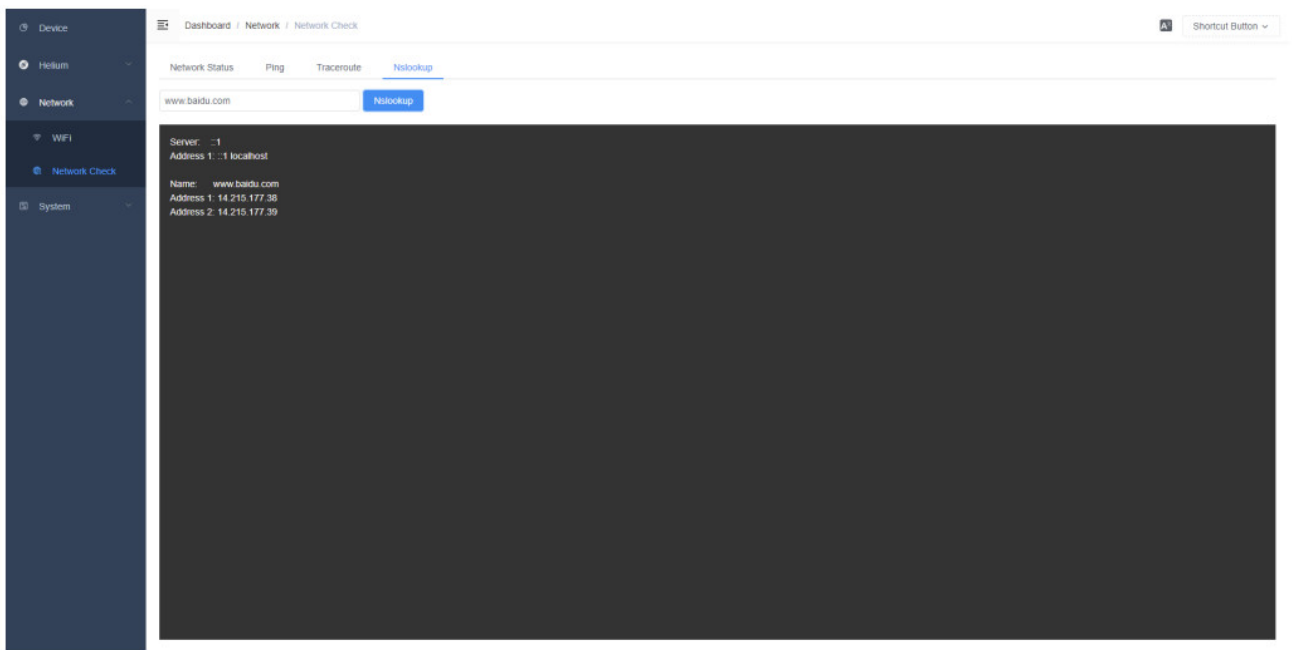 Device
Helium
Network
WiFi
Network Check
System
Dashboard / Network / Network Check
Shortcut Button
Network Status Ping Traceroute Nslookup
www.baidu.com Nslookup
Server: ::1
Address 1: ::1 localhost
Name: www.baidu.com
Address 1: 14.215.177.38
Address 2: 14.215.177.39